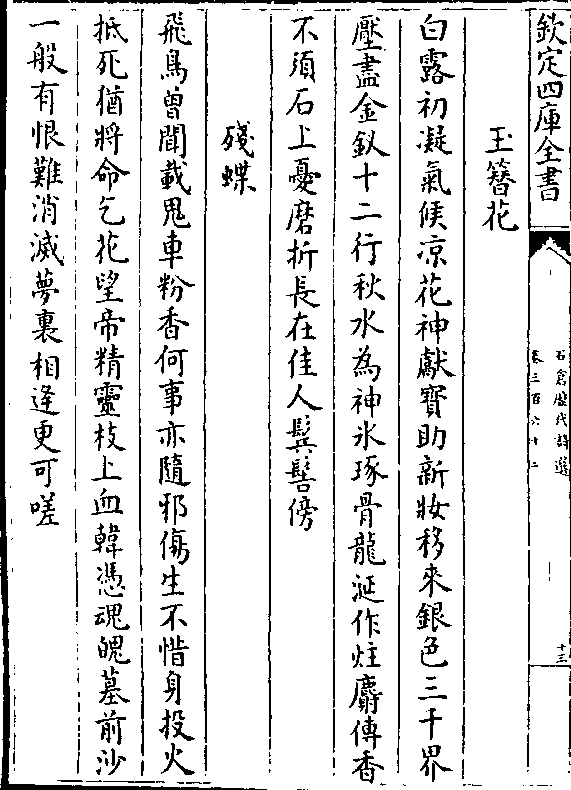 欽定四庫全書
石倉歷代詩選
卷三百六十二
十三
玉簪花
白露初凝氣候凉花神獻寳助新妝移來銀色三千界
壓盡金釵十二行秋水為神氷琢骨龍涎作炷麝傳香
不須石上憂磨折長在佳人鬂髻傍
殘蝶
飛鳥曾聞載鬼車粉香何事亦隨邪傷生不惜身投火
抵死猶將命乞花望帝精靈枝上血韓憑魂魄墓前沙
一般有恨難消滅夢裏相逢更可嗟